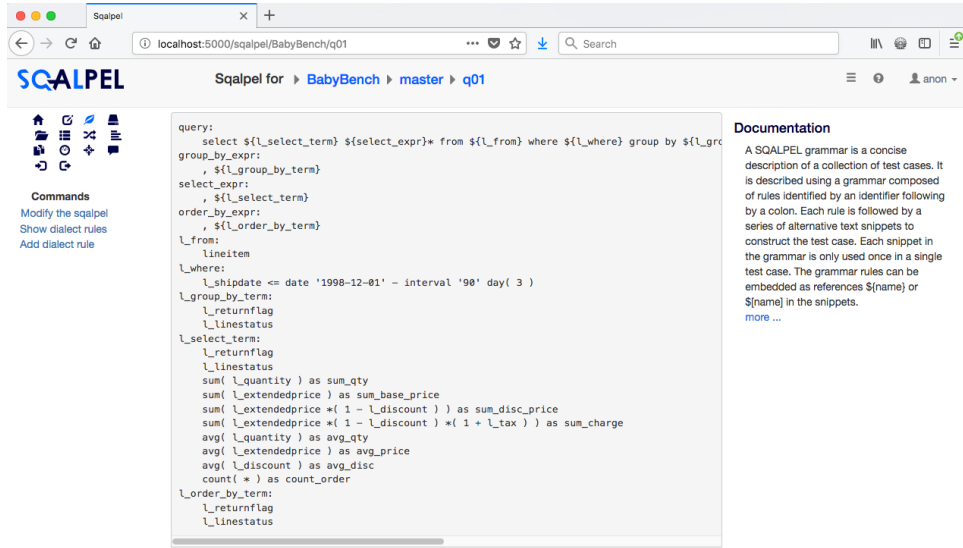 Sqalpel
localhost:5000/sqalpel/BabyBench/q01
Search
SQALPEL
Sqalpel for BabyBench master q01
anon
Commands
Modify the sqalpel
Show dialect rules
Add dialect rule
query:
select ${l_select_term} ${select_expr}* from ${l_from} where ${l_where} group by ${l_grc
group_by_expr:
, ${l_group_by_term}
select_expr:
, ${l_select_term}
order_by_expr:
, ${l_order_by_term}
l_from:
lineitem
l_where:
l_shipdate <= date '1998-12-01' - interval '90' day( 3 )
l_group_by_term:
l_returnflag
l_linestatus
l_select_term:
l_returnflag
l_linestatus
sum( l_quantity ) as sum_qty
sum( l_extendedprice ) as sum_base_price
sum( l_extendedprice *( 1 - l_discount ) ) as sum_disc_price
sum( l_extendedprice *( 1 - l_discount ) *( 1 + l_tax ) ) as sum_charge
avg( l_quantity ) as avg_qty
avg( l_extendedprice ) as avg_price
avg( l_discount ) as avg_disc
count( * ) as count_order
l_order_by_term:
l_returnflag
l_linestatus
Documentation
A SQALPEL grammar is a concise
description of a collection of test cases. It
is described using a grammar composed
of rules identified by an identifier following
by a colon. Each rule is followed by a
series of alternative text snippets to
construct the test case. Each snippet in
the grammar is only used once in a single
test case. The grammar rules can be
embedded as references ${name} or
$[name] in the snippets.
more ...